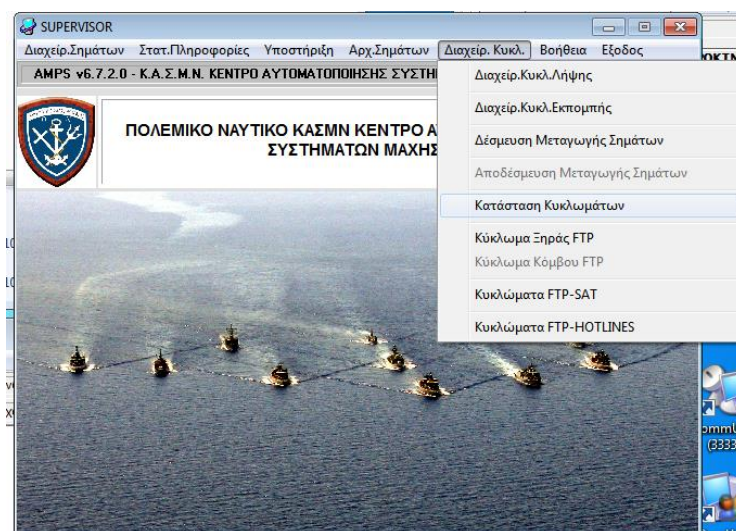 SUPERVISOR
Διαχείρ.Σημάτων Στατ.Πληροφορίες Υποστήριξη Αρχ.Σημάτων Διαχείρ. Κυκλ. Βοήθεια Εξοδος
AMPS v6.7.2.0 - Κ.Α.Σ.Μ.Ν. ΚΕΝΤΡΟ ΑΥΤΟΜΑΤΟΠΟΙΗΣΗΣ
ΠΟΛΕΜΙΚΟ ΝΑΥΤΙΚΟ ΚΑΣΜΝ ΚΕΝΤΡΟ
ΣΥΣΤΗΜΑΤΩΝ
Διαχείρ.Κυκλ.Λήψης
Διαχείρ.Κυκλ.Εκπομπής
Δέσμευση Μεταγωγής Σημάτων
Αποδέσμευση Μεταγωγής Σημάτων
Κατάσταση Κυκλωμάτων
Κύκλωμα Ξηράς FTP
Κύκλωμα Κόμβου FTP
Κυκλώματα FTP-SAT
Κυκλώματα FTP-HOTLINES